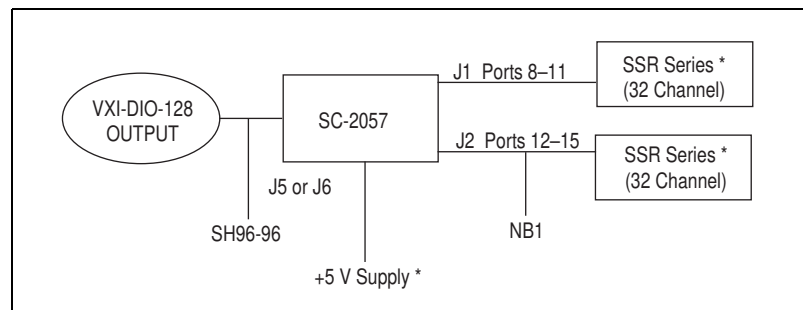 VXI-DIO-128
OUTPUT
SH96-96
J5 or J6
SC-2057
+5 V Supply *
J1 Ports 8–11
SSR Series *
(32 Channel)
J2 Ports 12–15
NB1
SSR Series *
(32 Channel)